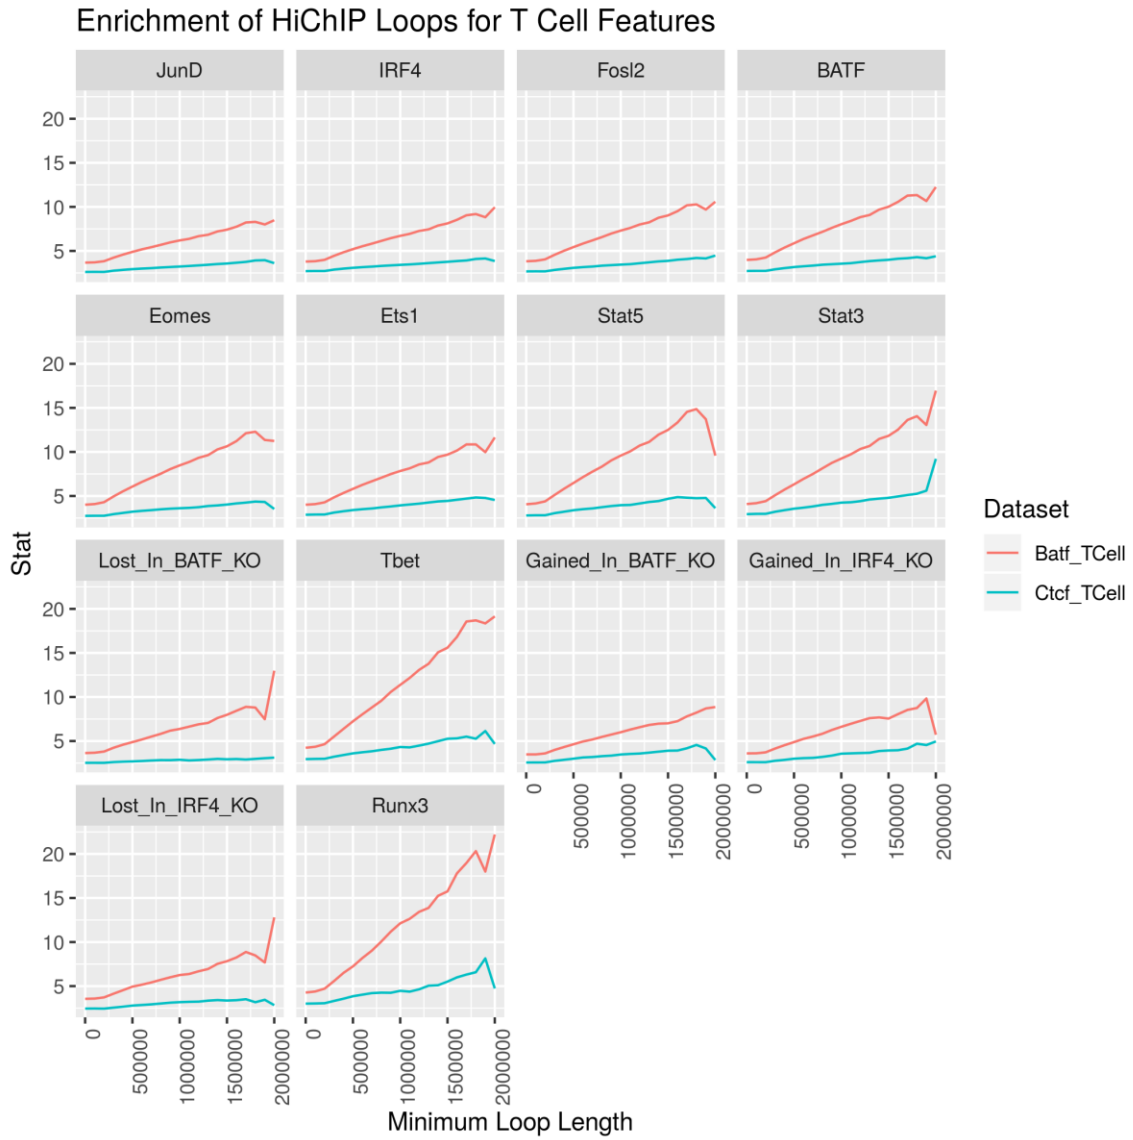 Enrichment of HiChIP Loops for T Cell Features
JunD IRF4 Fosl2 BATF
20
15
10
5
Eomes Ets1 Stat5 Stat3
20
15
10
5
Lost_In_BATF_KO Tbet Gained_In_BATF_KO Gained_In_IRF4_KO
20
15
10
5
0 500000 1000000 1500000 2000000 0 500000 1000000 1500000 2000000
Lost_In_IRF4_KO Runx3
20
15
10
5
0 500000 1000000 1500000 2000000 0 500000 1000000 1500000 2000000
Minimum Loop Length
Stat
Dataset
Batf_TCell
Ctcf_TCell